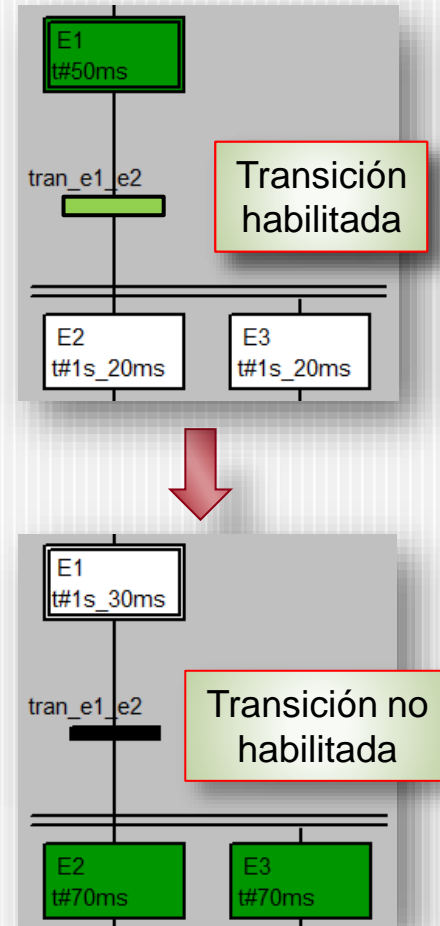 E1
t#50ms
tran_e1_e2
Transición
habilitada
E2
t#1s_20ms
E3
t#1s_20ms
E1
t#1s_30ms
tran_e1_e2
Transición no
habilitada
E2
t#70ms
E3
t#70ms